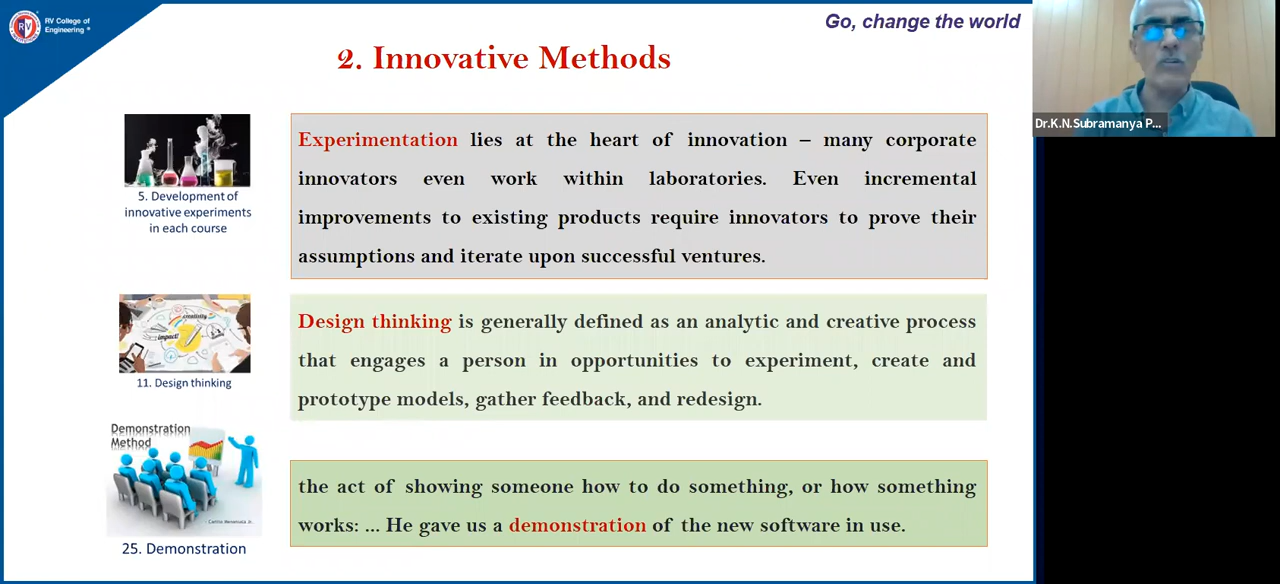 RV College of
Engineering ®
Go, change the world
2. Innovative Methods
Dr.K.N.Subramanya P...
5. Development of
innovative experiments
in each course
Experimentation lies at the heart of innovation – many corporate
innovators even work within laboratories. Even incremental
improvements to existing products require innovators to prove their
assumptions and iterate upon successful ventures.
creativity
impact
11. Design thinking
Design thinking is generally defined as an analytic and creative process
that engages a person in opportunities to experiment, create and
prototype models, gather feedback, and redesign.
Demonstration
Method
25. Demonstration
the act of showing someone how to do something, or how something
works: ... He gave us a demonstration of the new software in use.